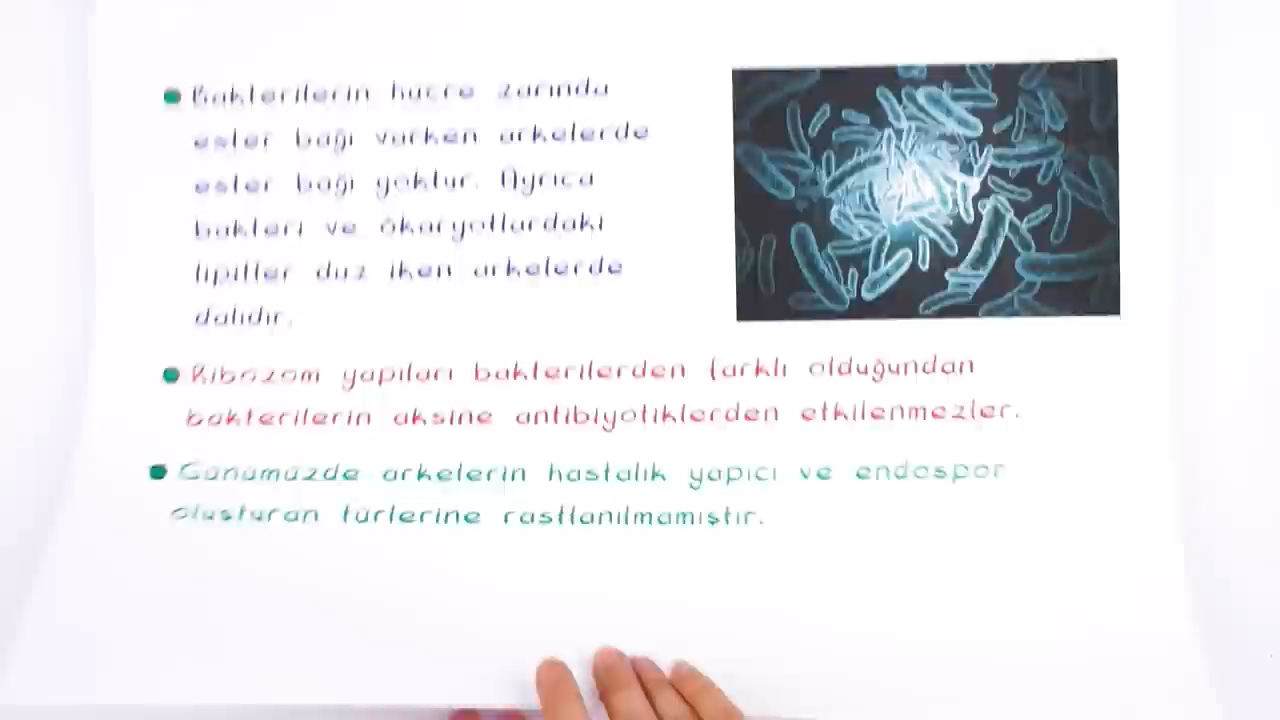 Bakterilerin hücre zarında
ester bağı varken arkelerde
ester bağı yoktur. Ayrıca
bakteri ve ökaryotlardaki
lipitler düz iken arkelerde
dallıdır.
Ribozom yapıları bakterilerden farklı olduğundan
bakterilerin aksine antibiyotiklerden etkilenmezler.
Günümüzde arkelerin hastalık yapıcı ve endospor
oluşturan türlerine rastlanılmamıştır.